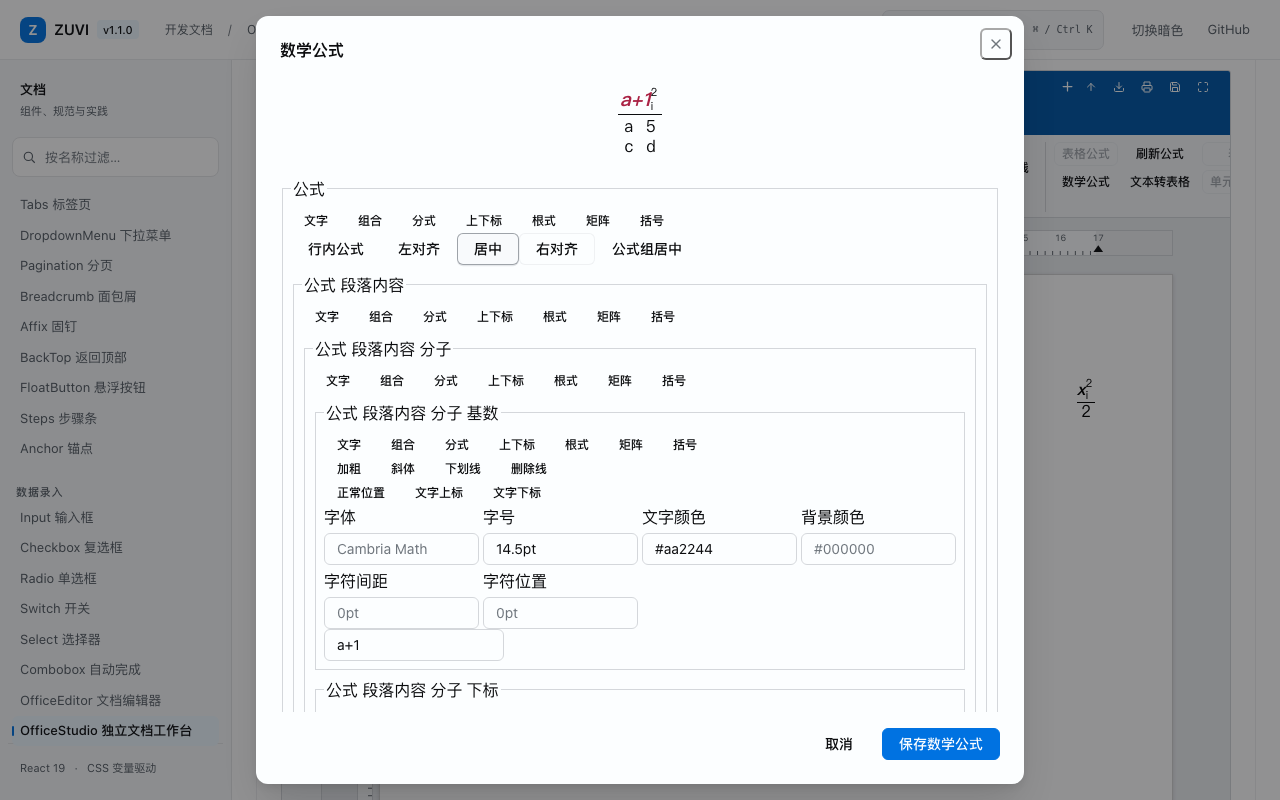 Z ZUVI v1.1.0 开发文档 /
⌘ / Ctrl K 切换暗色 GitHub
文档
组件、规范与实践
按名称过滤...
Tabs 标签页
DropdownMenu 下拉菜单
Pagination 分页
Breadcrumb 面包屑
Affix 固钉
BackTop 返回顶部
FloatButton 悬浮按钮
Steps 步骤条
Anchor 锚点
数据录入
Input 输入框
Checkbox 复选框
Radio 单选框
Switch 开关
Select 选择器
Combobox 自动完成
OfficeEditor 文档编辑器
OfficeStudio 独立文档工作台
React 19 · CSS 变量驱动
数学公式
a+1 2 i
a 5
c d
公式
文字 组合 分式 上下标 根式 矩阵 括号
行内公式 左对齐 居中 右对齐 公式组居中
公式 段落内容
文字 组合 分式 上下标 根式 矩阵 括号
公式 段落内容 分子
文字 组合 分式 上下标 根式 矩阵 括号
公式 段落内容 分子 基数
文字 组合 分式 上下标 根式 矩阵 括号
加粗 斜体 下划线 删除线
正常位置 文字上标 文字下标
字体 字号 文字颜色 背景颜色
Cambria Math 14.5pt #aa2244 #000000
字符间距 字符位置
0pt 0pt
a+1
公式 段落内容 分子 下标
取消 保存数学公式
表格公式 刷新公式
数学公式 文本转表格 单元
16 17
x 2 i
2